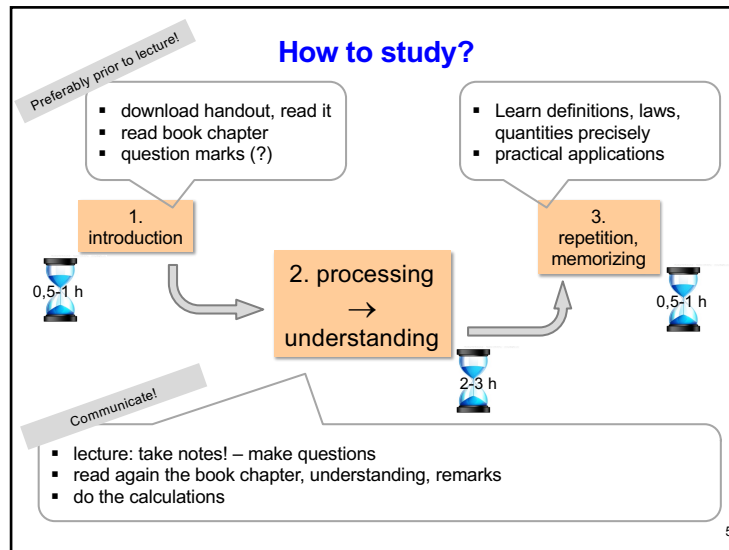 Preferably prior to lecture!
How to study?
▪ download handout, read it
▪ read book chapter
▪ question marks (?)
▪ Learn definitions, laws,
quantities precisely
▪ practical applications
1.
introduction
0,5-1 h
2. processing
→
understanding
2-3 h
3.
repetition,
memorizing
0,5-1 h
Communicate!
▪ lecture: take notes! – make questions
▪ read again the book chapter, understanding, remarks
▪ do the calculations
5